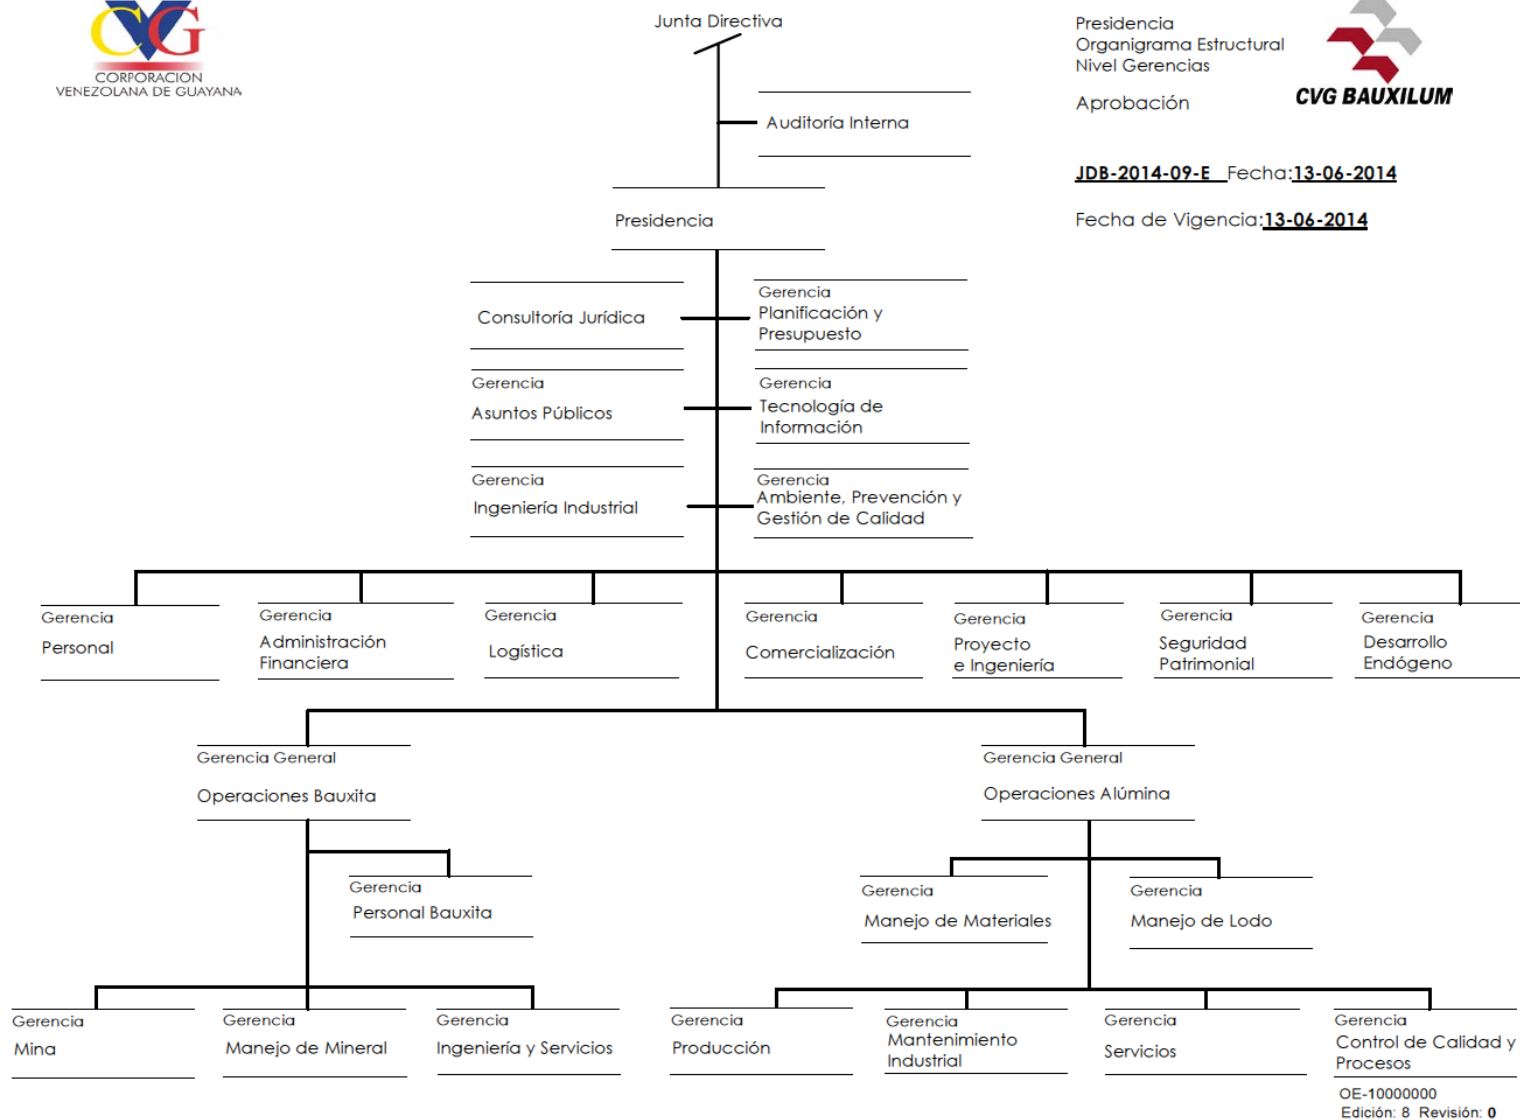 CVG
CORPORACION
VENEZOLANA DE GUAYANA
Junta Directiva
Presidencia
Organigrama Estructural
Nivel Gerencias
Aprobación
CVG BAUXILUM
JDB-2014-09-E Fecha:13-06-2014
Fecha de Vigencia:13-06-2014
Auditoría Interna
Presidencia
Consultoría Jurídica
Gerencia
Planificación y
Presupuesto
Gerencia
Asuntos Públicos
Gerencia
Tecnología de
Información
Gerencia
Ingeniería Industrial
Gerencia
Ambiente, Prevención y
Gestión de Calidad
Gerencia
Personal
Gerencia
Administración
Financiera
Gerencia
Logística
Gerencia
Comercialización
Gerencia
Proyecto
e Ingeniería
Gerencia
Seguridad
Patrimonial
Gerencia
Desarrollo
Endógeno
Gerencia General
Operaciones Bauxita
Gerencia General
Operaciones Alúmina
Gerencia
Personal Bauxita
Gerencia
Manejo de Materiales
Gerencia
Manejo de Lodo
Gerencia
Mina
Gerencia
Manejo de Mineral
Gerencia
Ingeniería y Servicios
Gerencia
Producción
Gerencia
Mantenimiento
Industrial
Gerencia
Servicios
Gerencia
Control de Calidad y
Procesos
OE-10000000
Edición: 8 Revisión: 0